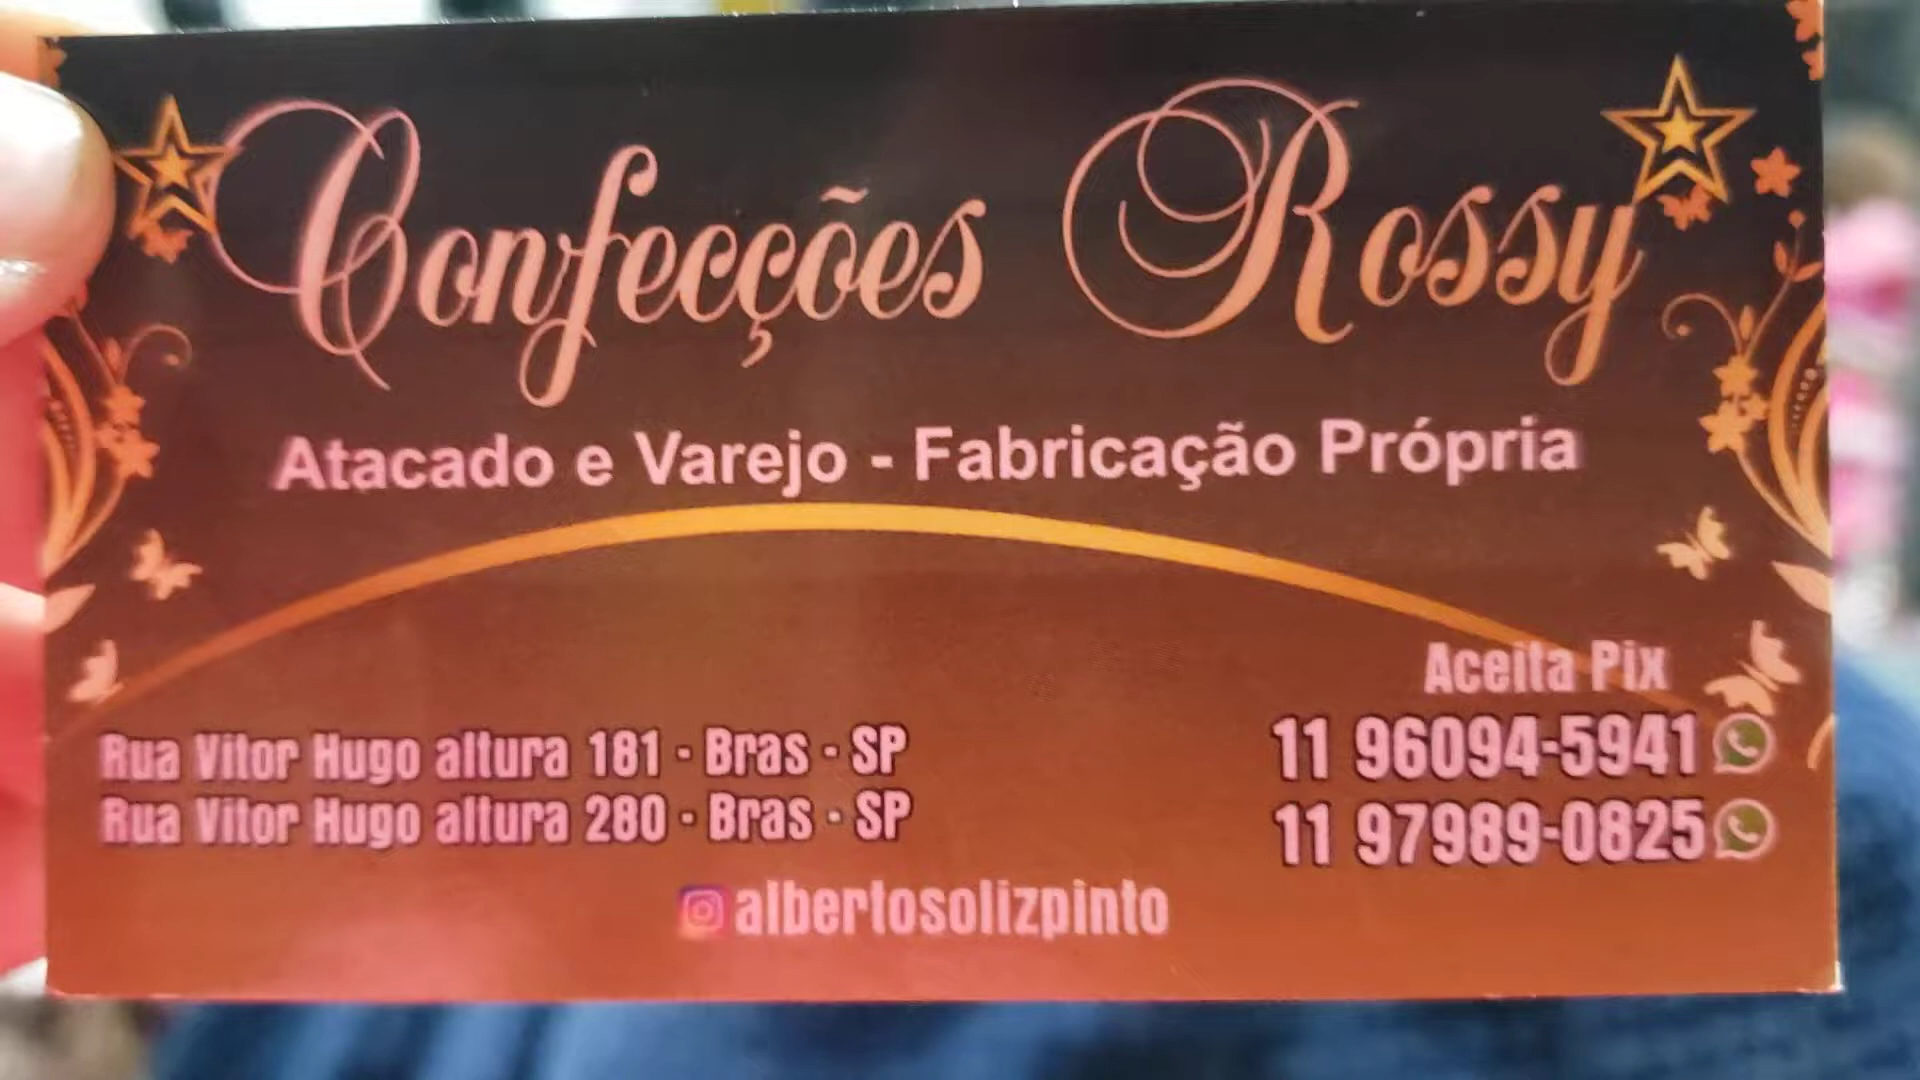 Confecções Rossy
Atacado e Varejo - Fabricação Própria
Aceita Pix
Rua Vitor Hugo altura 181 - Bras - SP
Rua Vitor Hugo altura 280 - Bras - SP
11 96094-5941
11 97989-0825
albertosolizpinto